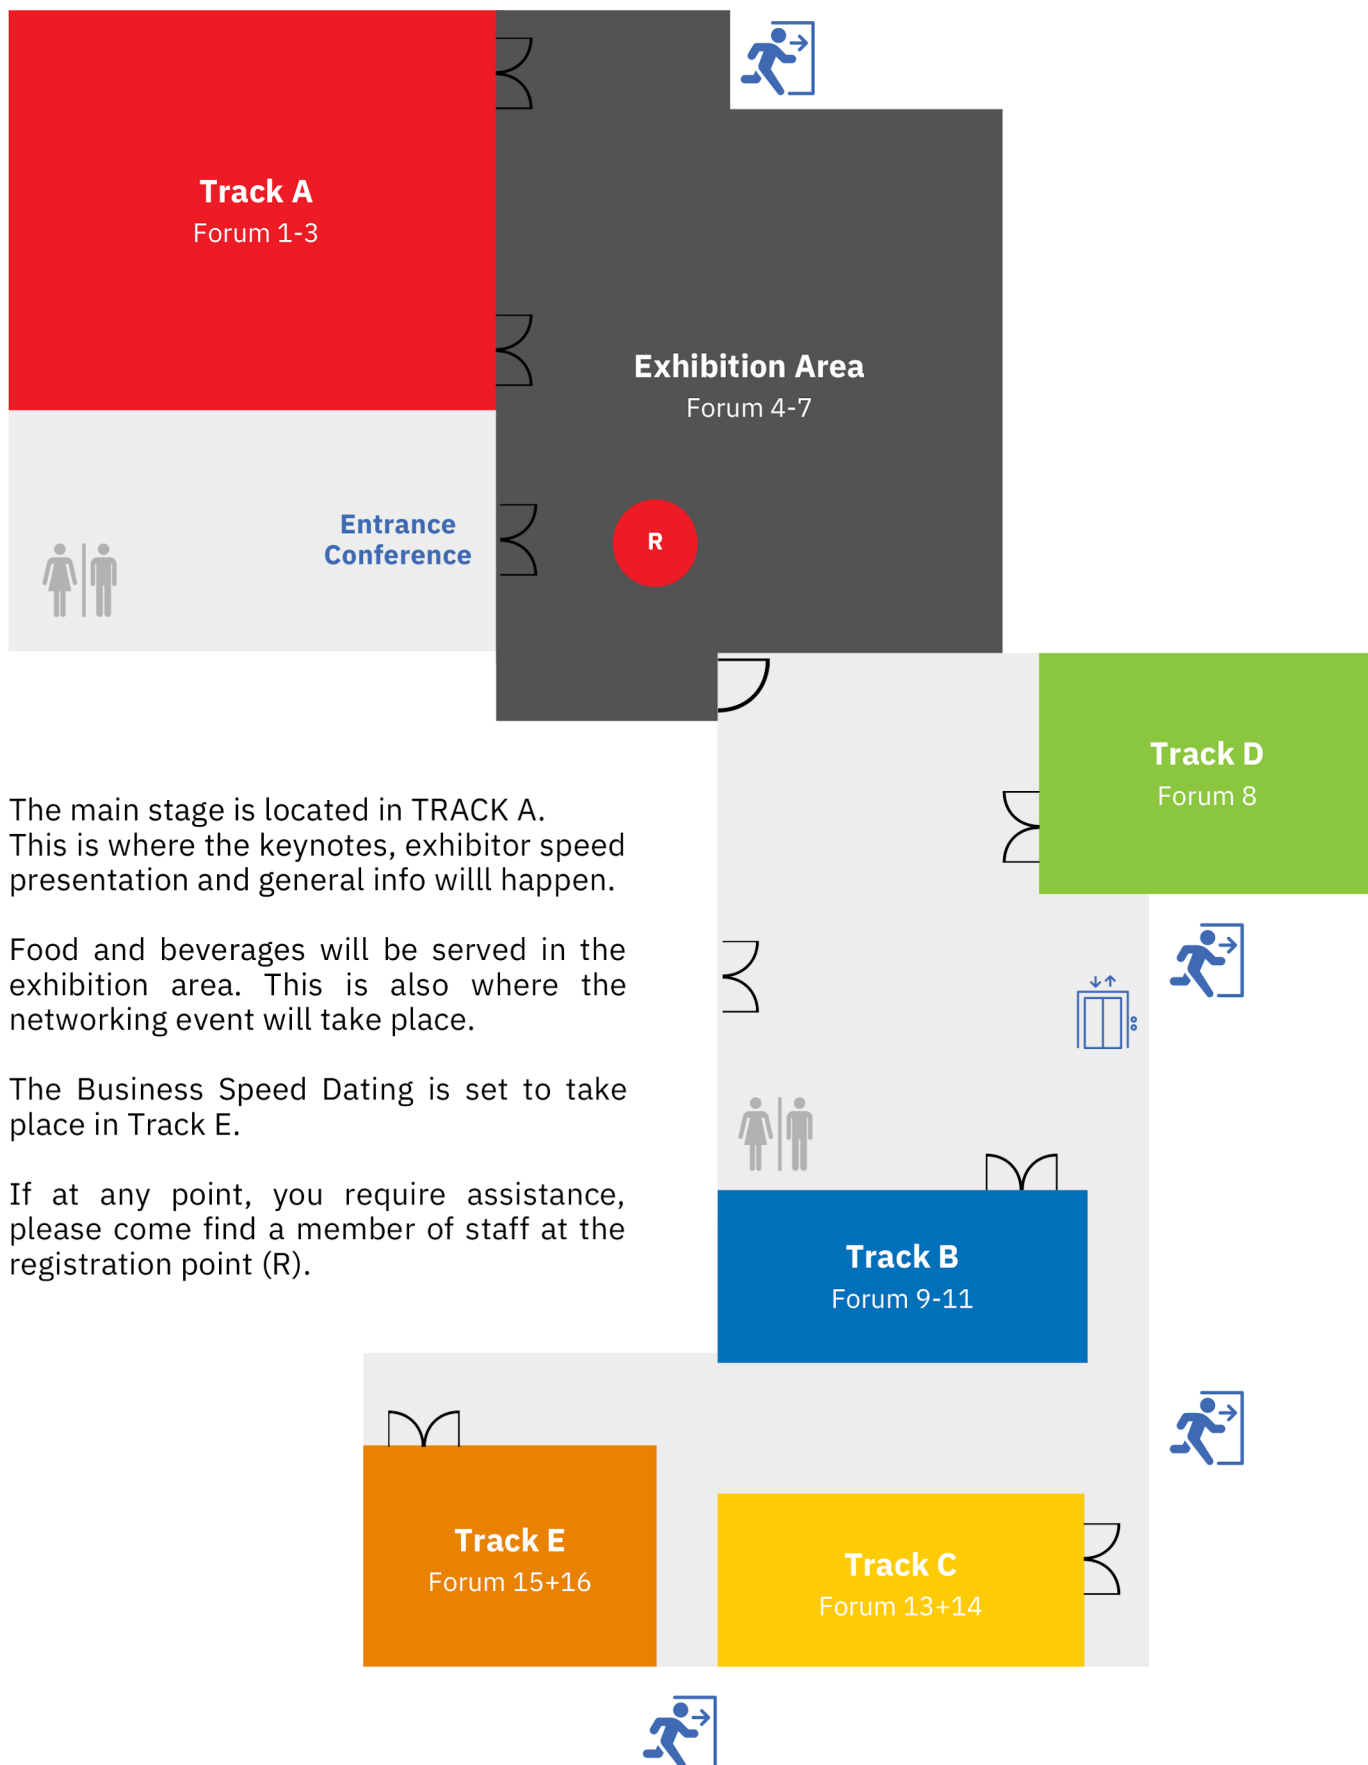 Track A
Forum 1-3
Exhibition Area
Forum 4-7
Entrance
Conference
R
Track D
Forum 8
The main stage is located in TRACK A.
This is where the keynotes, exhibitor speed
presentation and general info willl happen.
Food and beverages will be served in the
exhibition area. This is also where the
networking event will take place.
The Business Speed Dating is set to take
place in Track E.
If at any point, you require assistance,
please come find a member of staff at the
registration point (R).
Track B
Forum 9-11
Track E
Forum 15+16
Track C
Forum 13+14